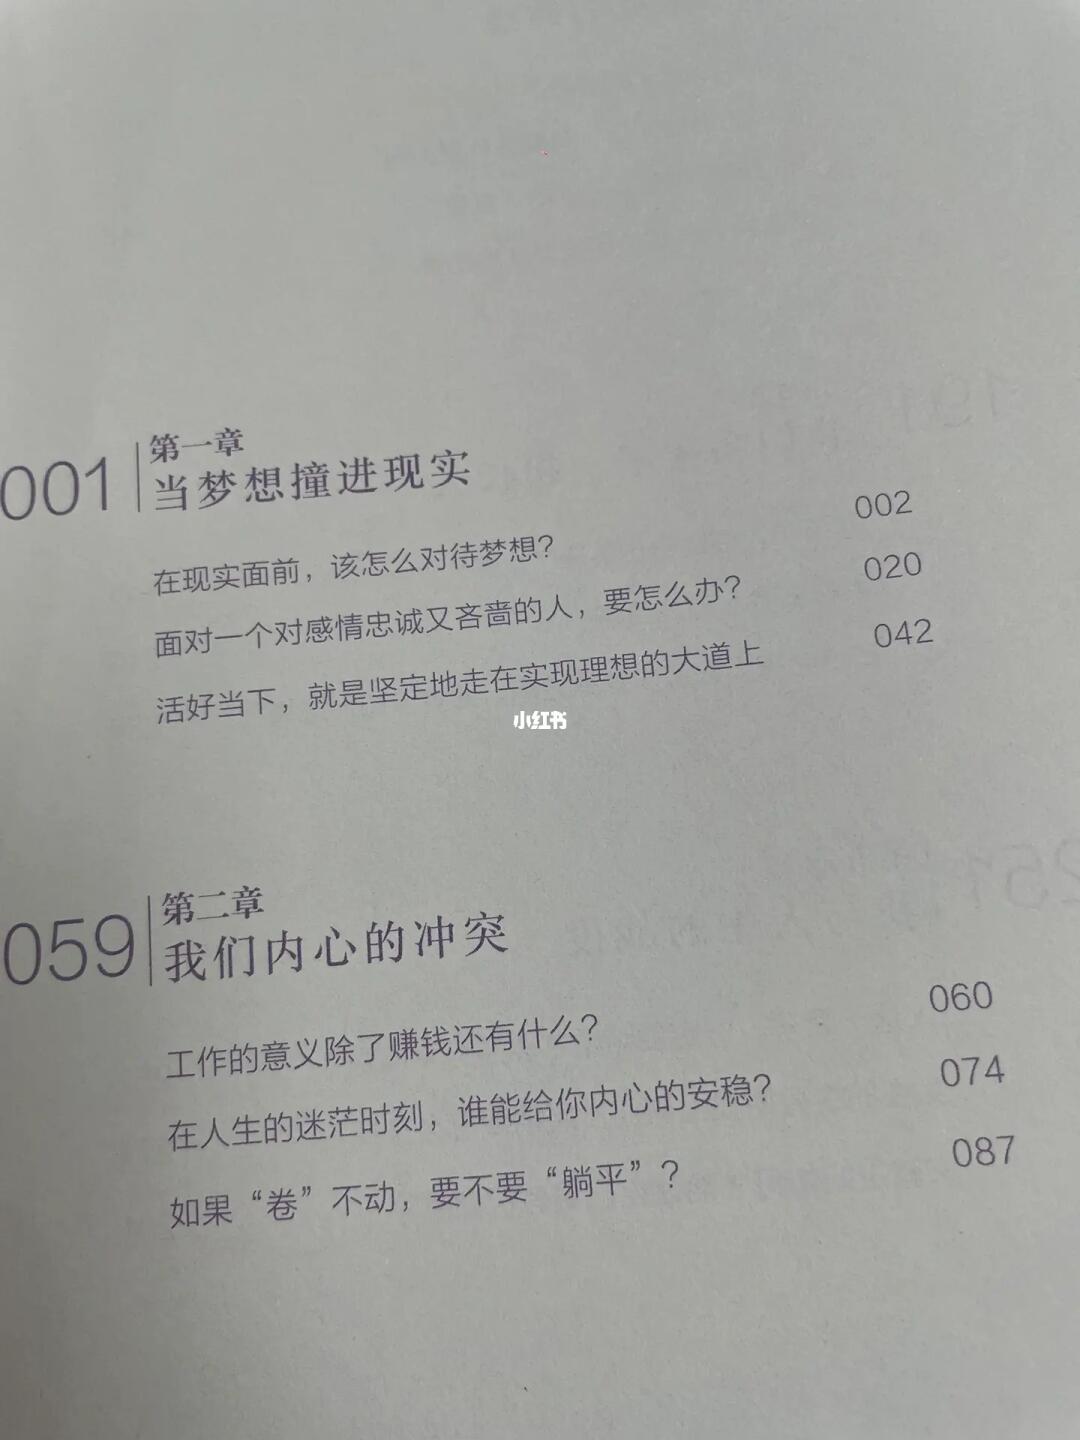 001
第一章
当梦想撞进现实
在现实面前，该怎么对待梦想？ 002
面对一个对感情忠诚又吝啬的人，要怎么办？ 020
活好当下，就是坚定地走在实现理想的大道上 042
小红书
059
第二章
我们内心的冲突
工作的意义除了赚钱还有什么？ 060
在人生的迷茫时刻，谁能给你内心的安稳？ 074
如果“卷”不动，要不要“躺平”？ 087